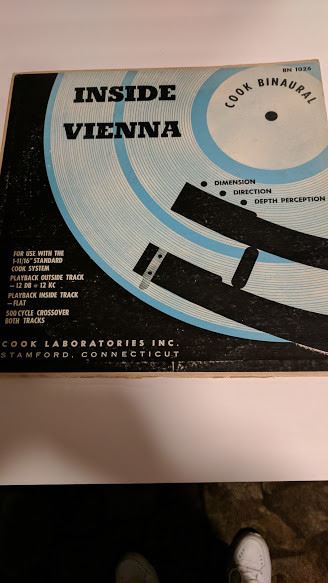 BN 1026
COOK BINAURAL
INSIDE
VIENNA
DIMENSION
DIRECTION
DEPTH PERCEPTION
FOR USE WITH THE
1-11/16" STANDARD
COOK SYSTEM
PLAYBACK OUTSIDE TRACK
—12 DB @ 12 KC
PLAYBACK INSIDE TRACK
—FLAT
500 CYCLE CROSSOVER
BOTH TRACKS
COOK LABORATORIES INC.
STAMFORD, CONNECTICUT